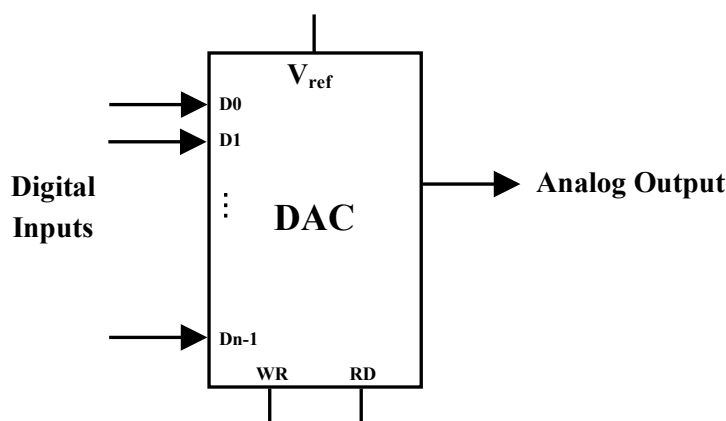 Vref
D0
D1
Digital
Inputs
⋮
DAC
Analog Output
Dn-1
WR
RD